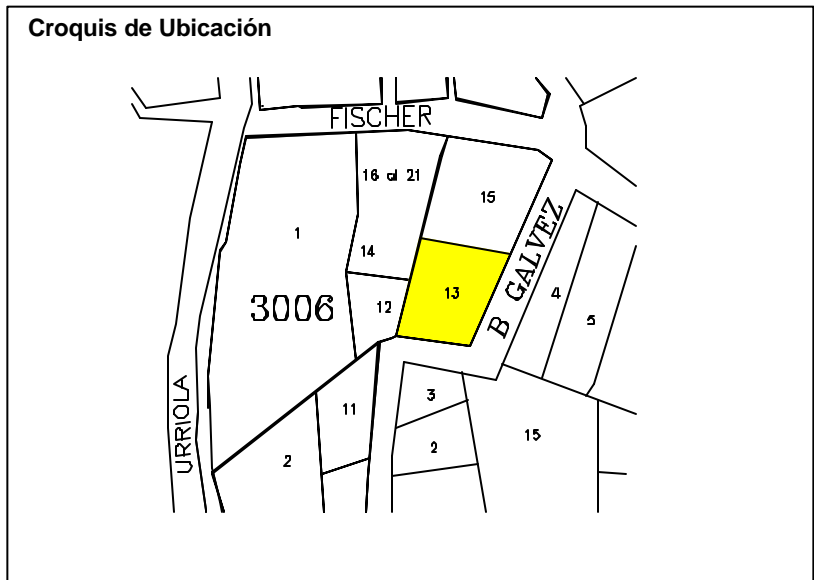 Croquis de Ubicación
FISCHER
16 al 21
15
1
14
B GALVEZ
13
4
5
3006
12
URRIOLA
3
11
2
15
2